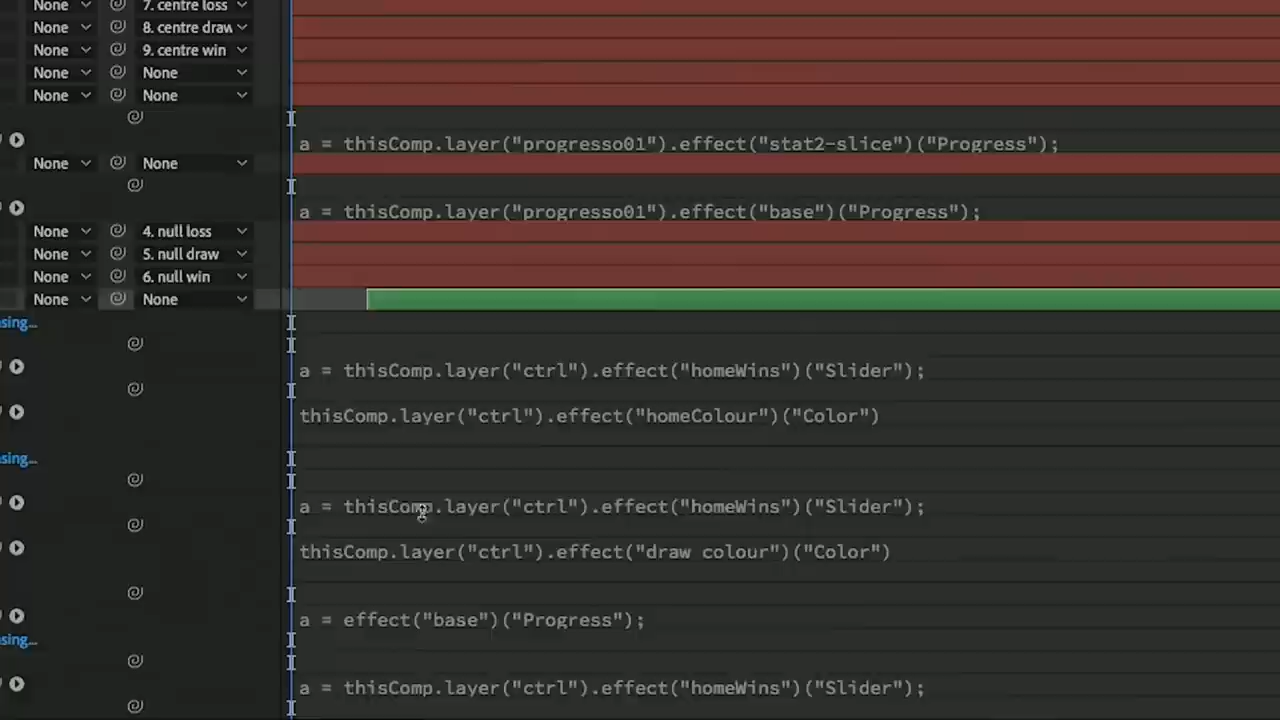 None 7. centre loss
None 8. centre draw
None 9. centre win
None None
None None
a = thisComp.layer("progresso01").effect("stat2-slice")("Progress");
None None
a = thisComp.layer("progresso01").effect("base")("Progress");
None 4. null loss
None 5. null draw
None 6. null win
None None
sing...
a = thisComp.layer("ctrl").effect("homeWins")("Slider");
thisComp.layer("ctrl").effect("homeColour")("Color")
sing...
a = thisComp.layer("ctrl").effect("homeWins")("Slider");
thisComp.layer("ctrl").effect("draw colour")("Color")
a = effect("base")("Progress");
sing...
a = thisComp.layer("ctrl").effect("homeWins")("Slider");